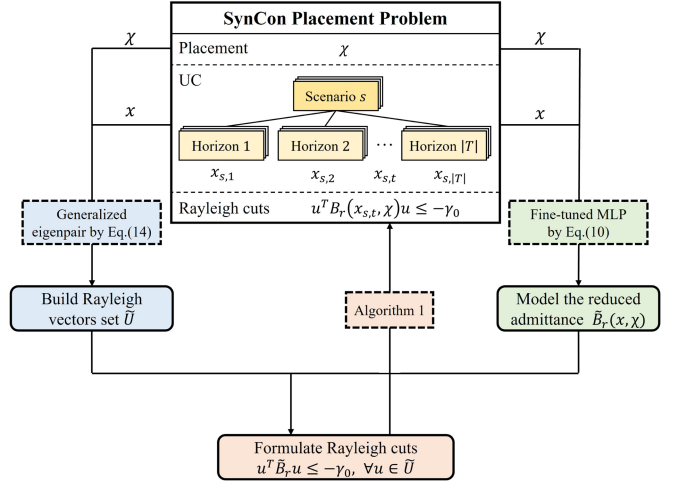 SynCon Placement Problem
χ
Placement
χ
χ
UC
Scenario s
x
x
Horizon 1
Horizon 2
⋯
Horizon |T|
x_{s,1}
x_{s,2}
x_{s,t}
x_{s,|T|}
Rayleigh cuts
u^T B_r(x_{s,t}, χ)u ≤ −γ_0
Generalized
eigenpair by Eq.(14)
Fine-tuned MLP
by Eq.(10)
Build Rayleigh
vectors set Ũ
Algorithm 1
Model the reduced
admittance B̃_r(x, χ)
Formulate Rayleigh cuts
u^T B̃_r u ≤ −γ_0, ∀u ∈ Ũ